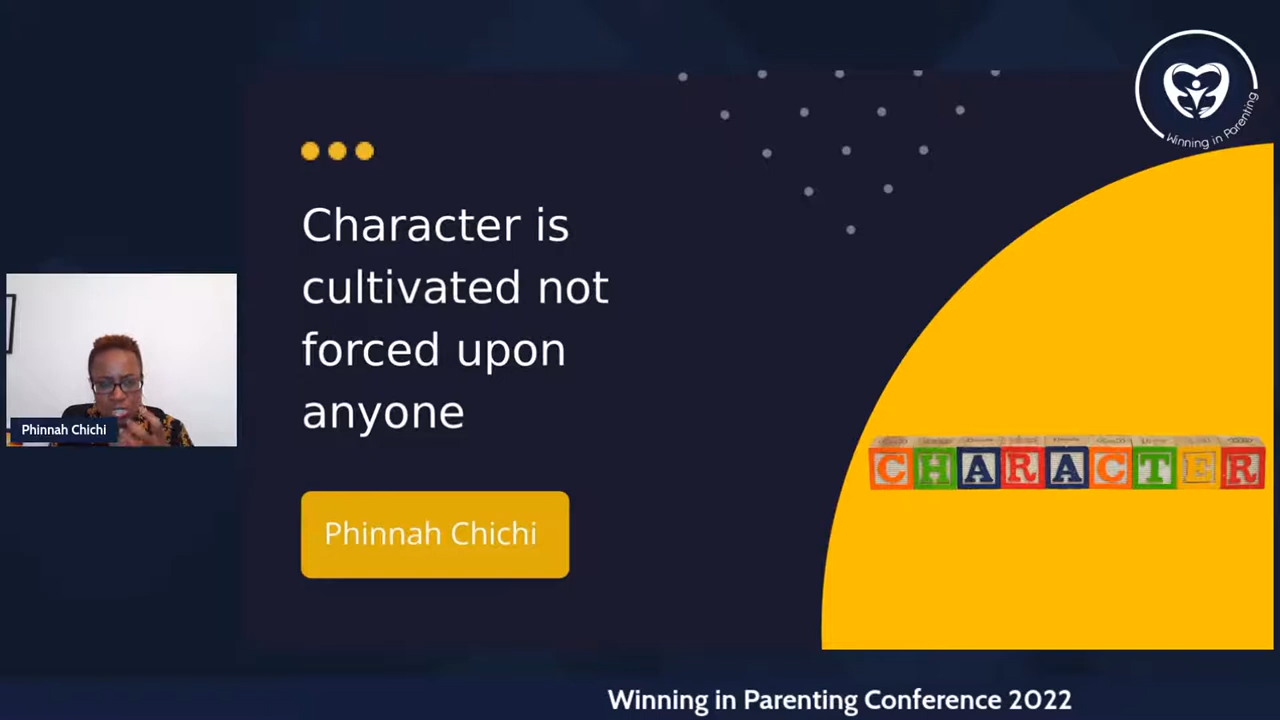 Winning in Parenting
Character is
cultivated not
forced upon
anyone
Phinnah Chichi
CHARACTER
Phinnah Chichi
Winning in Parenting Conference 2022